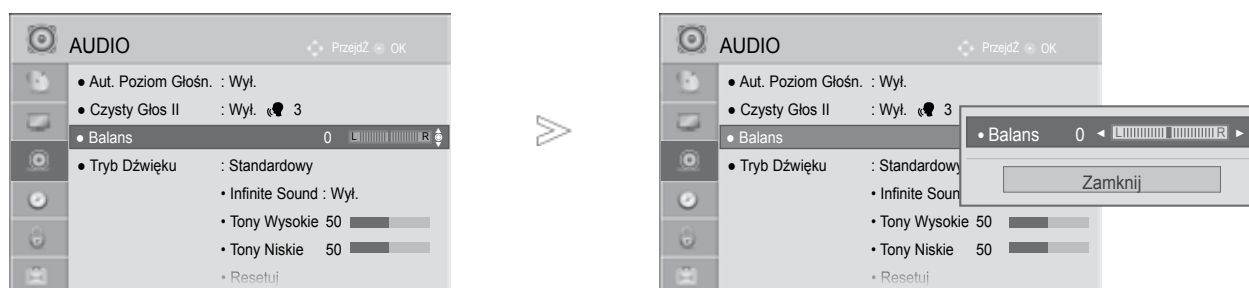 AUDIO
PrzejdŹ OK
● Aut. Poziom Głośn. : Wył.
● Czysty Głos II : Wył. 3
● Balans 0 L R
● Tryb Dźwięku : Standardowy
• Infinite Sound : Wył.
• Tony Wysokie 50
• Tony Niskie 50
• Resetuj
>
AUDIO
PrzejdŹ OK
● Aut. Poziom Głośn. : Wył.
● Czysty Głos II : Wył. 3
● Balans
● Tryb Dźwięku : Standardowy
• Infinite Soun
• Tony Wysokie 50
• Tony Niskie 50
• Resetuj
• Balans 0 ◄ L R ►
Zamknij